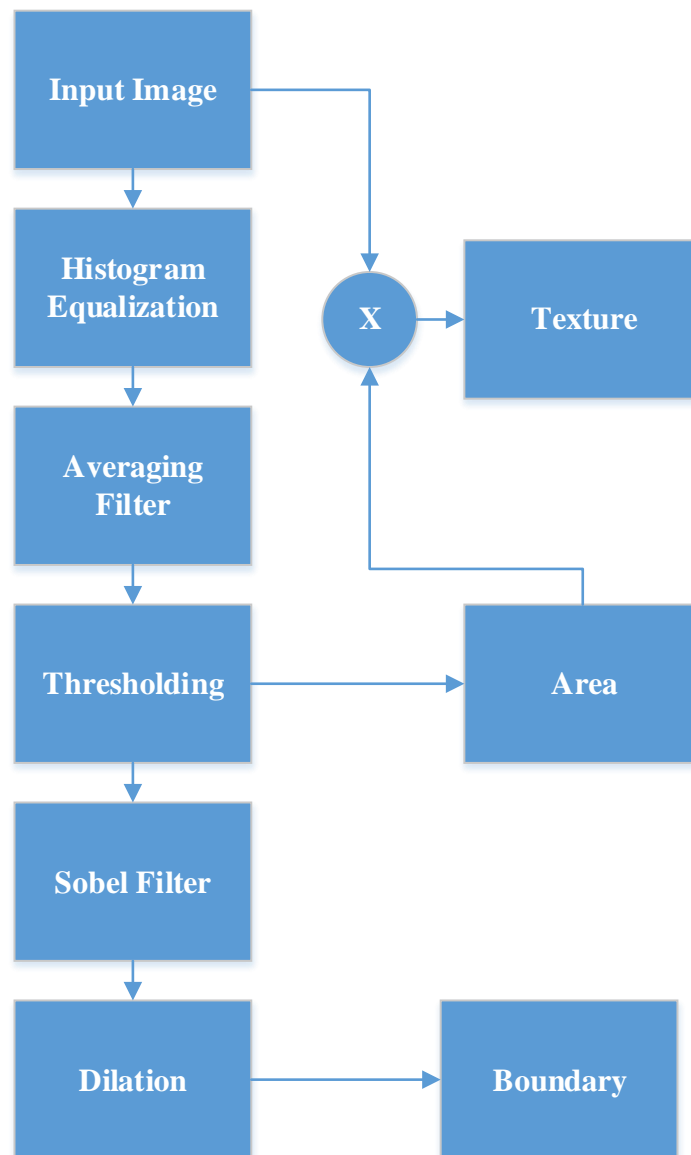 Input Image
Histogram
Equalization
X
Texture
Averaging
Filter
Thresholding
Area
Sobel Filter
Dilation
Boundary